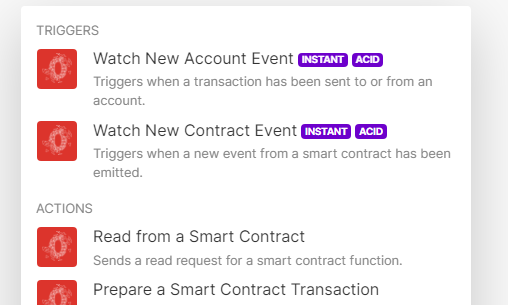 TRIGGERS
Watch New Account Event INSTANT ACID
Triggers when a transaction has been sent to or from an
account.
Watch New Contract Event INSTANT ACID
Triggers when a new event from a smart contract has been
emitted.
ACTIONS
Read from a Smart Contract
Sends a read request for a smart contract function.
Prepare a Smart Contract Transaction